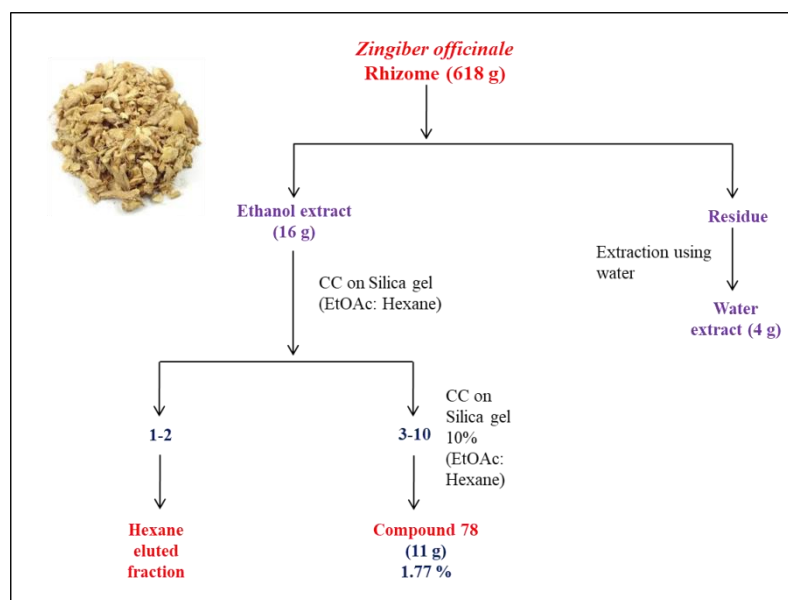 Zingiber officinale
Rhizome (618 g)
Ethanol extract
(16 g)
Residue
CC on Silica gel
(EtOAc: Hexane)
Extraction using
water
Water
extract (4 g)
1-2
3-10
CC on
Silica gel
10%
(EtOAc:
Hexane)
Hexane
eluted
fraction
Compound 78
(11 g)
1.77 %